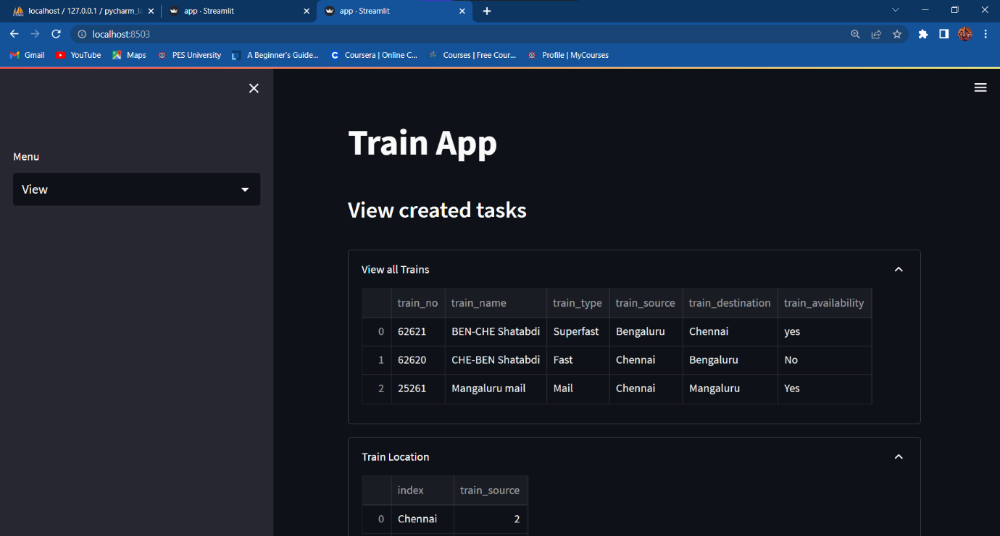 localhost / 127.0.0.1 / pycharm_la
app · Streamlit
app · Streamlit
localhost:8503
Gmail YouTube Maps PES University A Beginner's Guide... Coursera | Online C... Courses | Free Cour... Profile | MyCourses
Menu
View
Train App
View created tasks
View all Trains
train_no train_name train_type train_source train_destination train_availability
0 62621 BEN-CHE Shatabdi Superfast Bengaluru Chennai yes
1 62620 CHE-BEN Shatabdi Fast Chennai Bengaluru No
2 25261 Mangaluru mail Mail Chennai Mangaluru Yes
Train Location
index train_source
0 Chennai 2